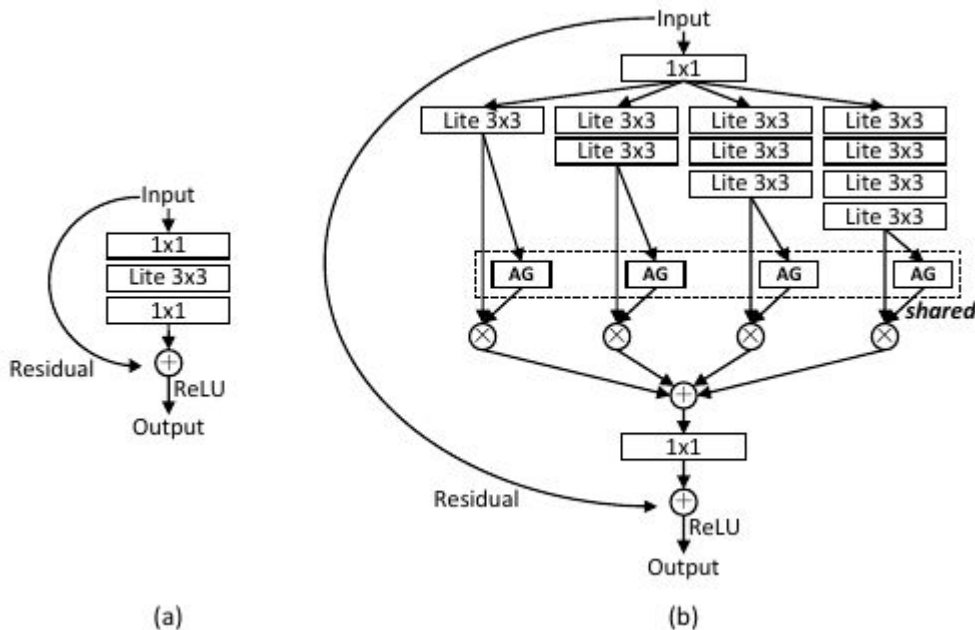 Input
1x1
Lite 3x3
1x1
+
Residual
ReLU
Output
(a)
Input
1x1
Lite 3x3 Lite 3x3 Lite 3x3 Lite 3x3
Lite 3x3 Lite 3x3 Lite 3x3
Lite 3x3 Lite 3x3
Lite 3x3
AG AG AG AG
shared
× × × ×
+
1x1
Residual
+
ReLU
Output
(b)